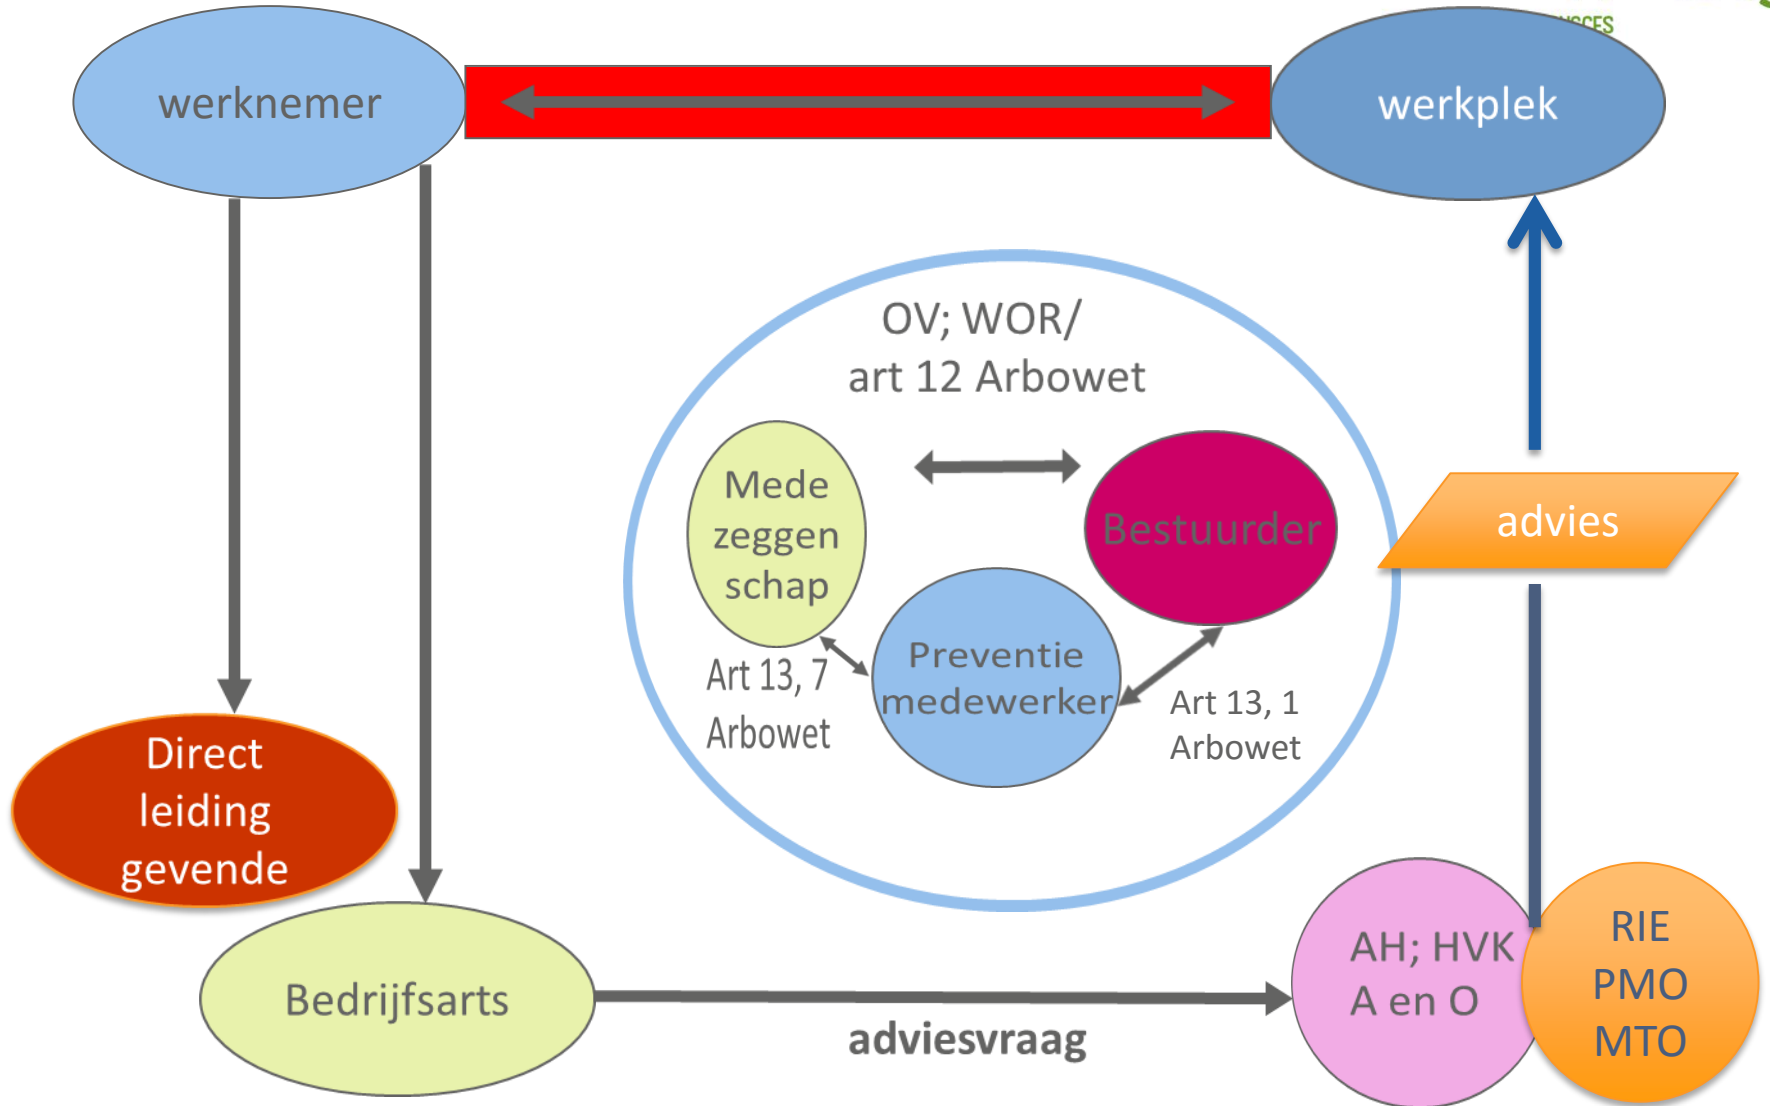 werknemer
werkplek
OV; WOR/
art 12 Arbowet
Mede
zeggen
schap
Bestuurder
Preventie
medewerker
Art 13, 7
Arbowet
Art 13, 1
Arbowet
advies
Direct
leiding
gevende
Bedrijfsarts
adviesvraag
AH; HVK
A en O
RIE
PMO
MTO